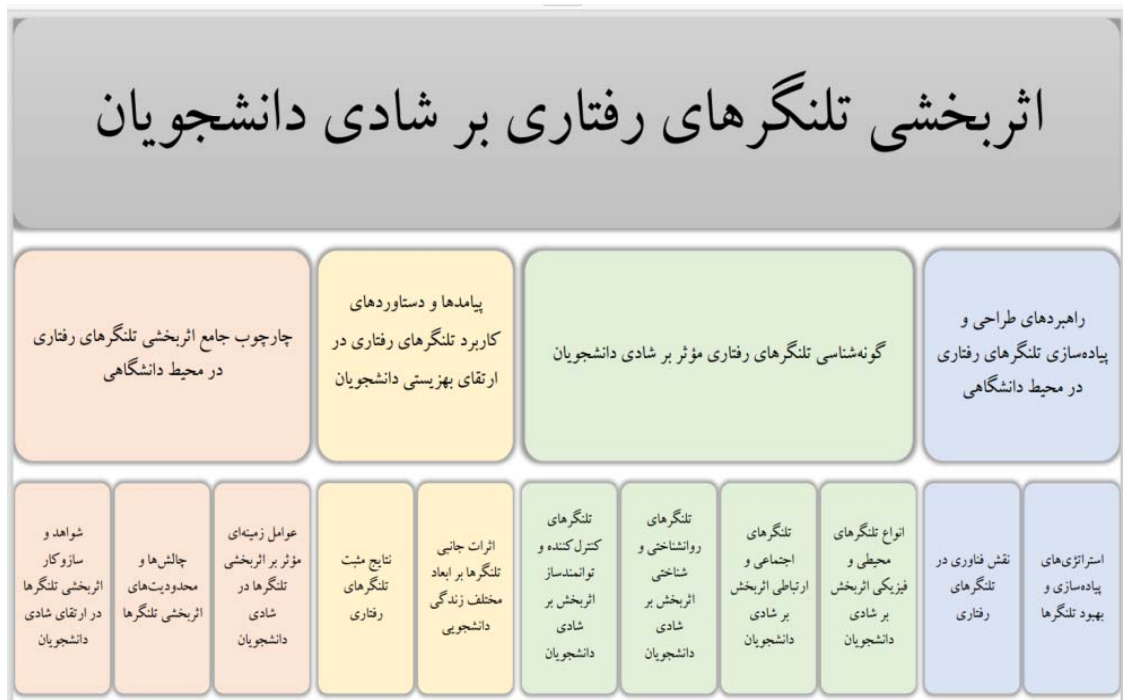 اثربخشی تلنگرهای رفتاری بر شادی دانشجویان
راهبردهای طراحی و
پیاده‌سازی تلنگرهای رفتاری
در محیط دانشگاهی
گونه‌شناسی تلنگرهای رفتاری مؤثر بر شادی دانشجویان
پیامدها و دستاوردهای
کاربرد تلنگرهای رفتاری در
ارتقای بهزیستی دانشجویان
چارچوب جامع اثربخشی تلنگرهای رفتاری
در محیط دانشگاهی
استراتژی‌های
پیاده‌سازی و
بهبود تلنگرها
نقش فناوری در
تلنگرهای
رفتاری
انواع تلنگرهای
محیطی و
فیزیکی اثربخش
بر شادی
دانشجویان
تلنگرهای
اجتماعی و
ارتباطی اثربخش
بر شادی
دانشجویان
تلنگرهای
روانشناختی و
شناختی
اثربخش بر
شادی
دانشجویان
تلنگرهای
کنترل‌کننده و
توانمندساز
اثربخش بر
شادی
دانشجویان
اثرات جانبی
تلنگرها بر ابعاد
مختلف زندگی
دانشجویی
نتایج مثبت
تلنگرهای
رفتاری
عوامل زمینه‌ای
مؤثر بر اثربخشی
تلنگرها در
شادی
دانشجویان
چالش‌ها و
محدودیت‌های
اثربخشی تلنگرها
شواهد و
سازوکار
اثربخشی تلنگرها
در ارتقای شادی
دانشجویان